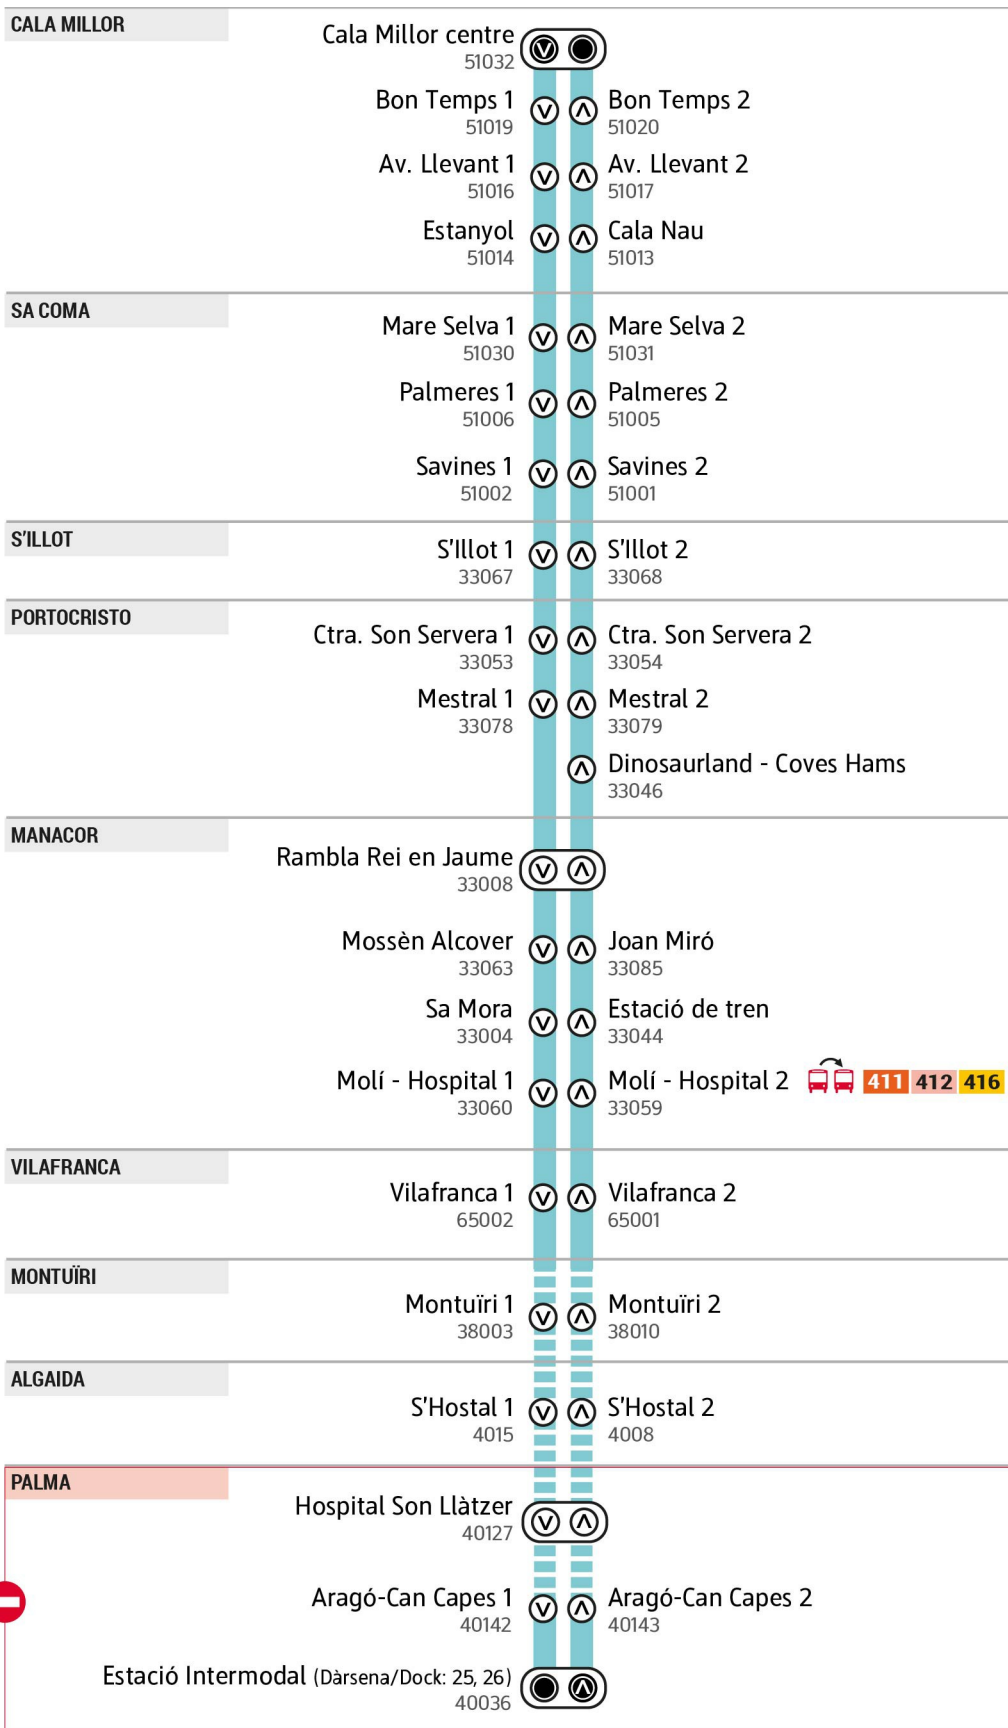 CALA MILLOR
Cala Millor centre
51032
Bon Temps 1
51019
Bon Temps 2
51020
Av. Llevant 1
51016
Av. Llevant 2
51017
Estanyol
51014
Cala Nau
51013
SA COMA
Mare Selva 1
51030
Mare Selva 2
51031
Palmeres 1
51006
Palmeres 2
51005
Savines 1
51002
Savines 2
51001
S'ILLOT
S'Illot 1
33067
S'Illot 2
33068
PORTOCRISTO
Ctra. Son Servera 1
33053
Ctra. Son Servera 2
33054
Mestral 1
33078
Mestral 2
33079
Dinosaurland - Coves Hams
33046
MANACOR
Rambla Rei en Jaume
33008
Mossèn Alcover
33063
Joan Miró
33085
Sa Mora
33004
Estació de tren
33044
Molí - Hospital 1
33060
Molí - Hospital 2 411 412 416
33059
VILAFRANCA
Vilafranca 1
65002
Vilafranca 2
65001
MONTUÏRI
Montuïri 1
38003
Montuïri 2
38010
ALGAIDA
S'Hostal 1
4015
S'Hostal 2
4008
PALMA
Hospital Son Llàtzer
40127
Aragó-Can Capes 1
40142
Aragó-Can Capes 2
40143
Estació Intermodal (Dàrsena/Dock: 25, 26)
40036